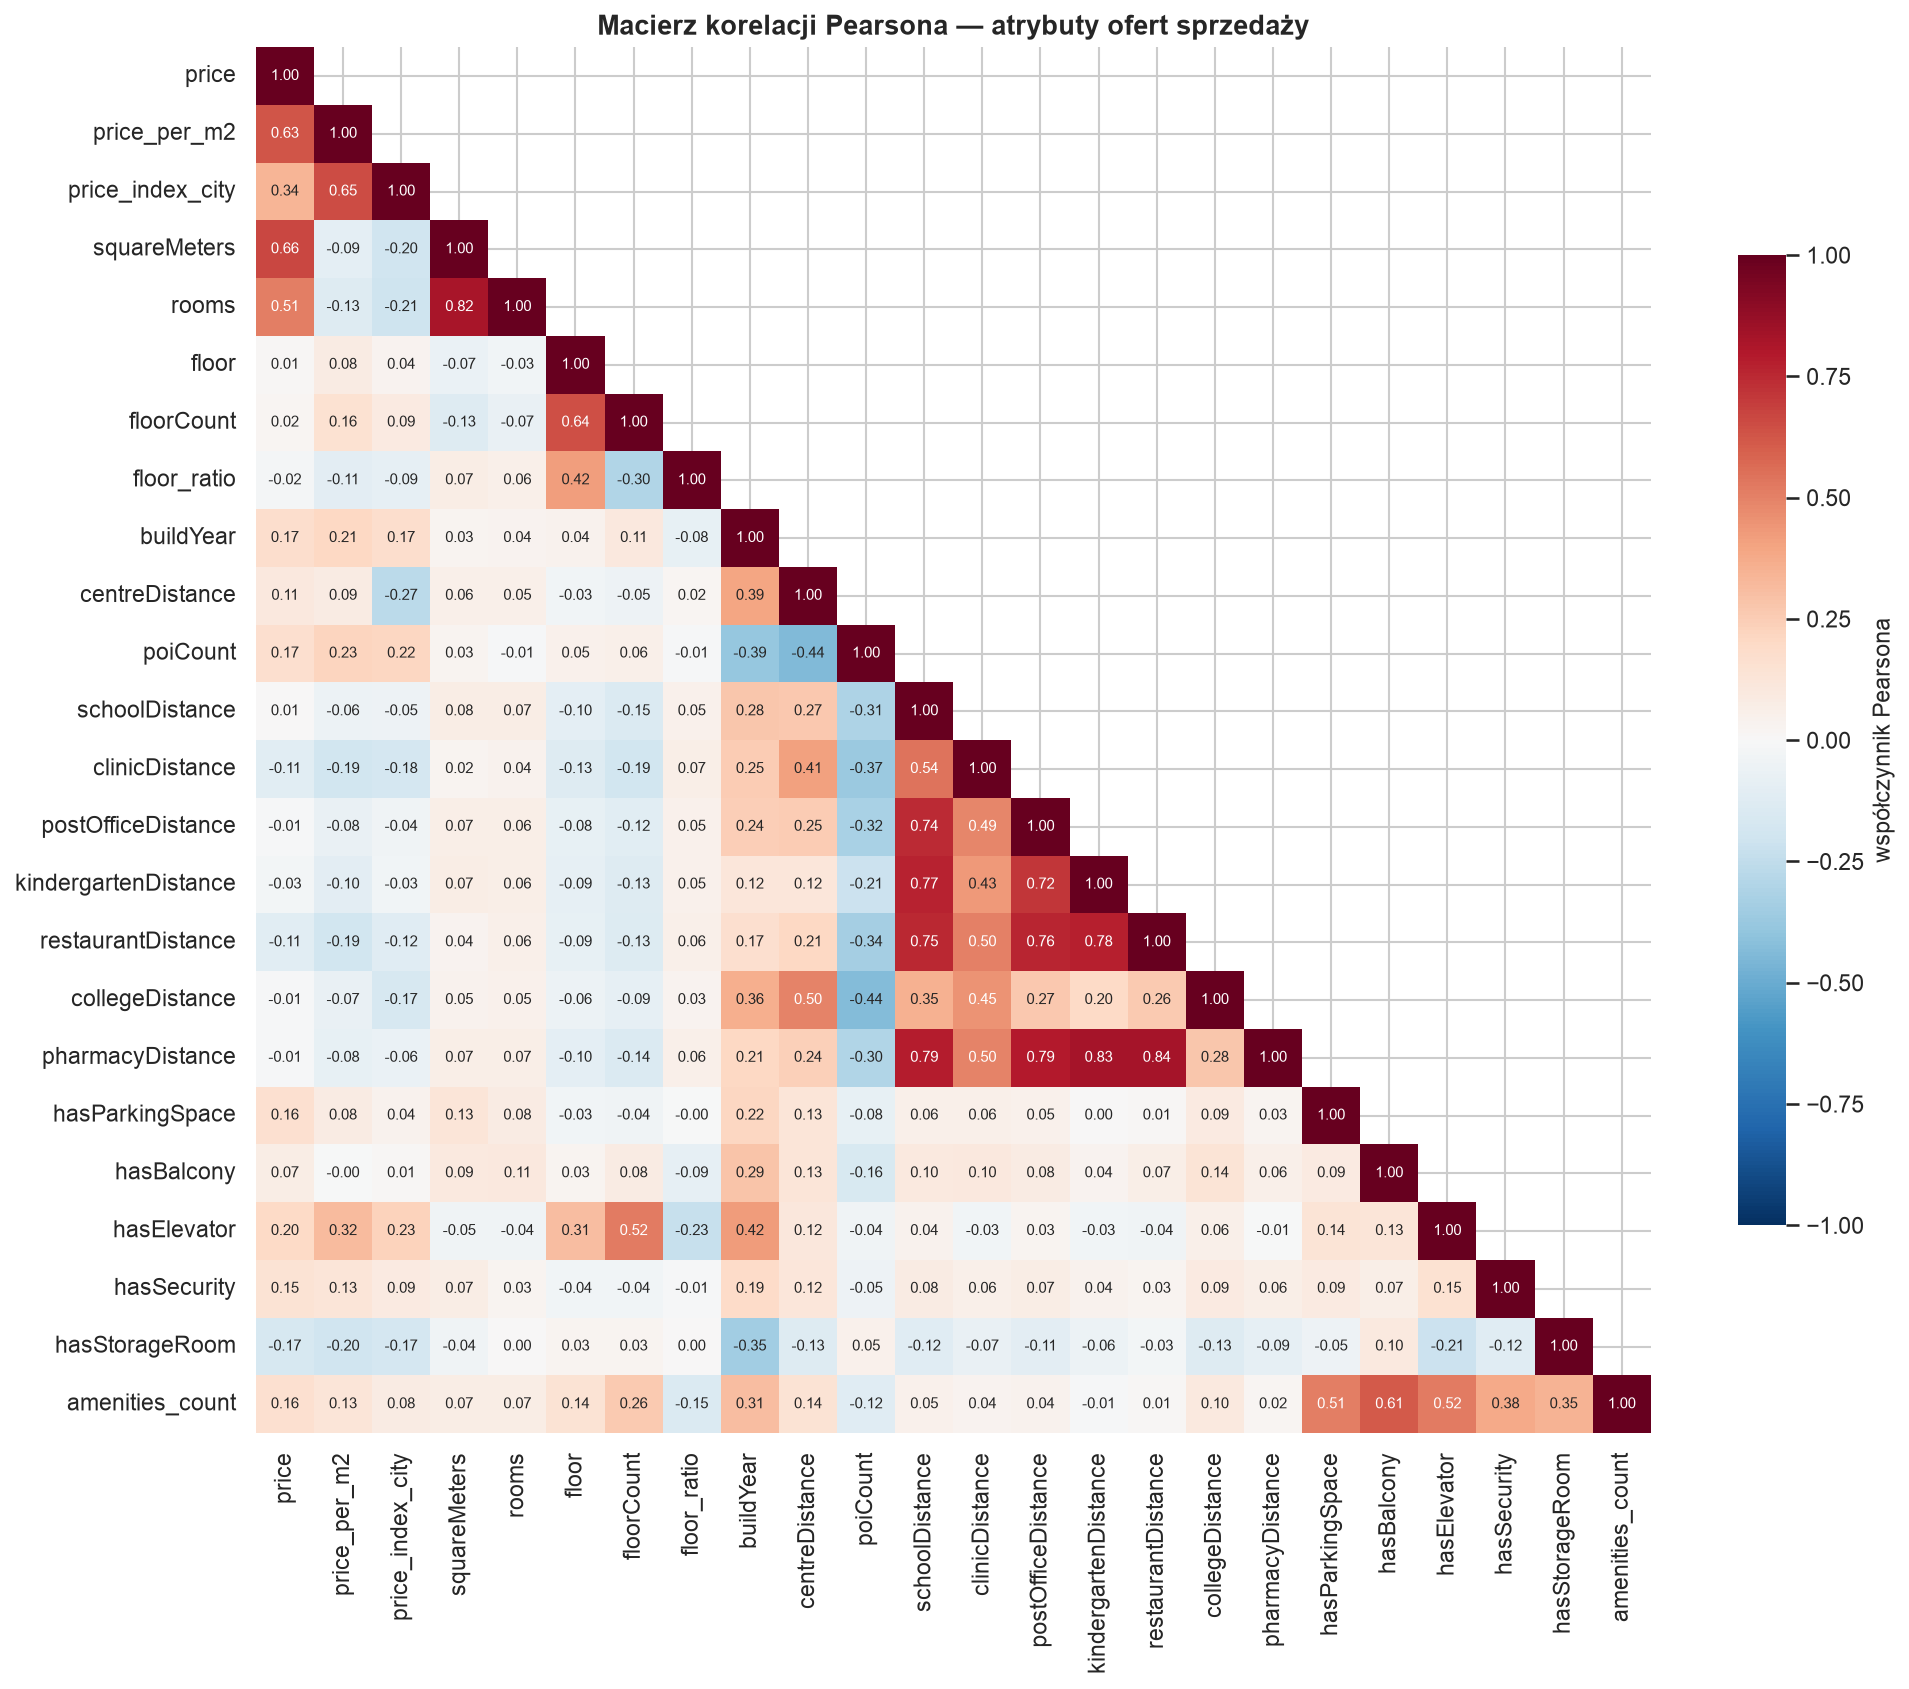 Macierz korelacji Pearsona — atrybuty ofert sprzedaży
price 1.00
price_per_m2 0.63 1.00
price_index_city 0.34 0.65 1.00
squareMeters 0.66 -0.09 -0.20 1.00
rooms 0.51 -0.13 -0.21 0.82 1.00
floor 0.01 0.08 0.04 -0.07 -0.03 1.00
floorCount 0.02 0.16 0.09 -0.13 -0.07 0.64 1.00
floor_ratio -0.02 -0.11 -0.09 0.07 0.06 0.42 -0.30 1.00
buildYear 0.17 0.21 0.17 0.03 0.04 0.04 0.11 -0.08 1.00
centreDistance 0.11 0.09 -0.27 0.06 0.05 -0.03 -0.05 0.02 0.39 1.00
poiCount 0.17 0.23 0.22 0.03 -0.01 0.05 0.06 -0.01 -0.39 -0.44 1.00
schoolDistance 0.01 -0.06 -0.05 0.08 0.07 -0.10 -0.15 0.05 0.28 0.27 -0.31 1.00
clinicDistance -0.11 -0.19 -0.18 0.02 0.04 -0.13 -0.19 0.07 0.25 0.41 -0.37 0.54 1.00
postOfficeDistance -0.01 -0.08 -0.04 0.07 0.06 -0.08 -0.12 0.05 0.24 0.25 -0.32 0.74 0.49 1.00
kindergartenDistance -0.03 -0.10 -0.03 0.07 0.06 -0.09 -0.13 0.05 0.12 0.12 -0.21 0.77 0.43 0.72 1.00
restaurantDistance -0.11 -0.19 -0.12 0.04 0.06 -0.09 -0.13 0.06 0.17 0.21 -0.34 0.75 0.50 0.76 0.78 1.00
collegeDistance -0.01 -0.07 -0.17 0.05 0.05 -0.06 -0.09 0.03 0.36 0.50 -0.44 0.35 0.45 0.27 0.20 0.26 1.00
pharmacyDistance -0.01 -0.08 -0.06 0.07 0.07 -0.10 -0.14 0.06 0.21 0.24 -0.30 0.79 0.50 0.79 0.83 0.84 0.28 1.00
hasParkingSpace 0.16 0.08 0.04 0.13 0.08 -0.03 -0.04 -0.00 0.22 0.13 -0.08 0.06 0.06 0.05 0.00 0.01 0.09 0.03 1.00
hasBalcony 0.07 -0.00 0.01 0.09 0.11 0.03 0.08 -0.09 0.29 0.13 -0.16 0.10 0.10 0.08 0.04 0.07 0.14 0.06 0.09 1.00
hasElevator 0.20 0.32 0.23 -0.05 -0.04 0.31 0.52 -0.23 0.42 0.12 -0.04 0.04 -0.03 0.03 -0.03 -0.04 0.06 -0.01 0.14 0.13 1.00
hasSecurity 0.15 0.13 0.09 0.07 0.03 -0.04 -0.04 -0.01 0.19 0.12 -0.05 0.08 0.06 0.07 0.04 0.03 0.09 0.06 0.09 0.07 0.15 1.00
hasStorageRoom -0.17 -0.20 -0.17 -0.04 0.00 0.03 0.03 0.00 -0.35 -0.13 0.05 -0.12 -0.07 -0.11 -0.06 -0.03 -0.13 -0.09 -0.05 0.10 -0.21 -0.12 1.00
amenities_count 0.16 0.13 0.08 0.07 0.07 0.14 0.26 -0.15 0.31 0.14 -0.12 0.05 0.04 0.04 -0.01 0.01 0.10 0.02 0.51 0.61 0.52 0.38 0.35 1.00
price
price_per_m2
price_index_city
squareMeters
rooms
floor
floorCount
floor_ratio
buildYear
centreDistance
poiCount
schoolDistance
clinicDistance
postOfficeDistance
kindergartenDistance
restaurantDistance
collegeDistance
pharmacyDistance
hasParkingSpace
hasBalcony
hasElevator
hasSecurity
hasStorageRoom
amenities_count
1.00
0.75
0.50
0.25
0.00
−0.25
−0.50
−0.75
−1.00
współczynnik Pearsona